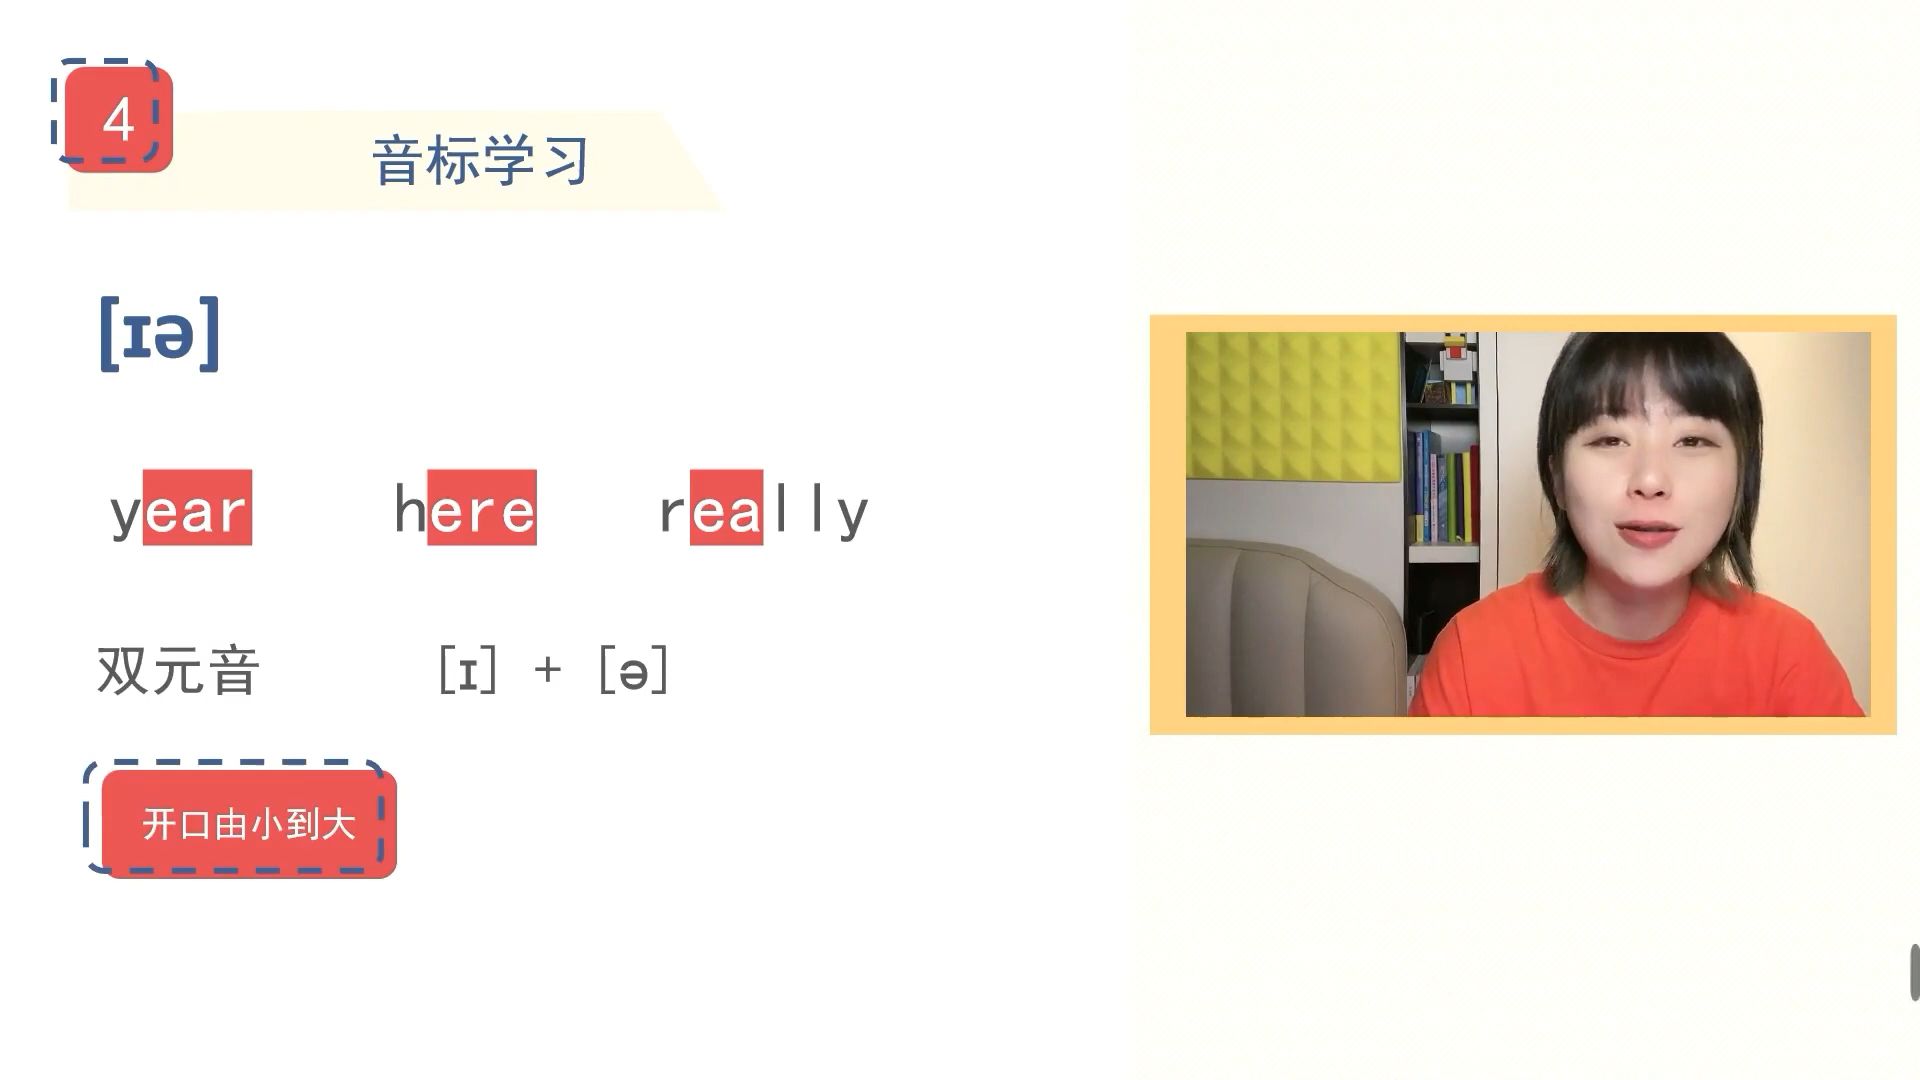 4
音标学习
[ɪə]
year here really
双元音 [ɪ] + [ə]
开口由小到大